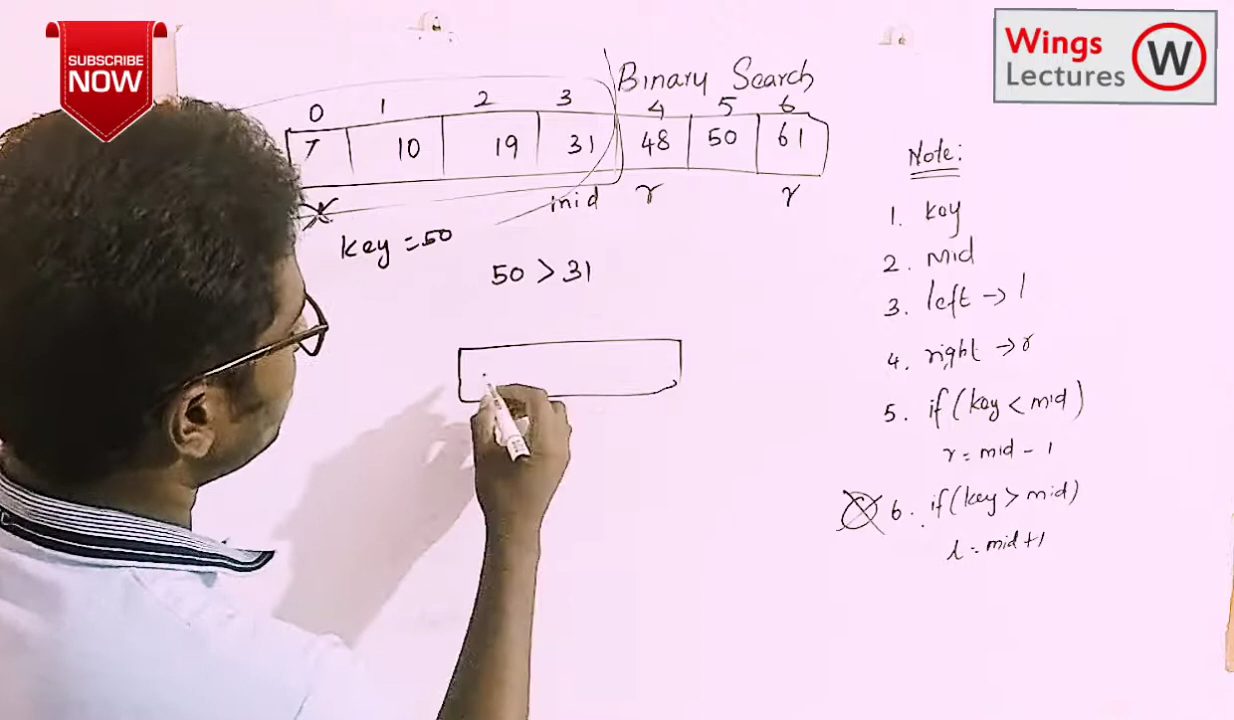 SUBSCRIBE
NOW
Wings
Lectures
W
Binary Search
0 1 2 3 4 5 6
7 10 19 31 48 50 61
mid r r
key = 50
50 > 31
Note:
1. key
2. mid
3. left → l
4. right → r
5. if (key < mid)
r = mid - 1
6. if (key > mid)
l = mid + 1